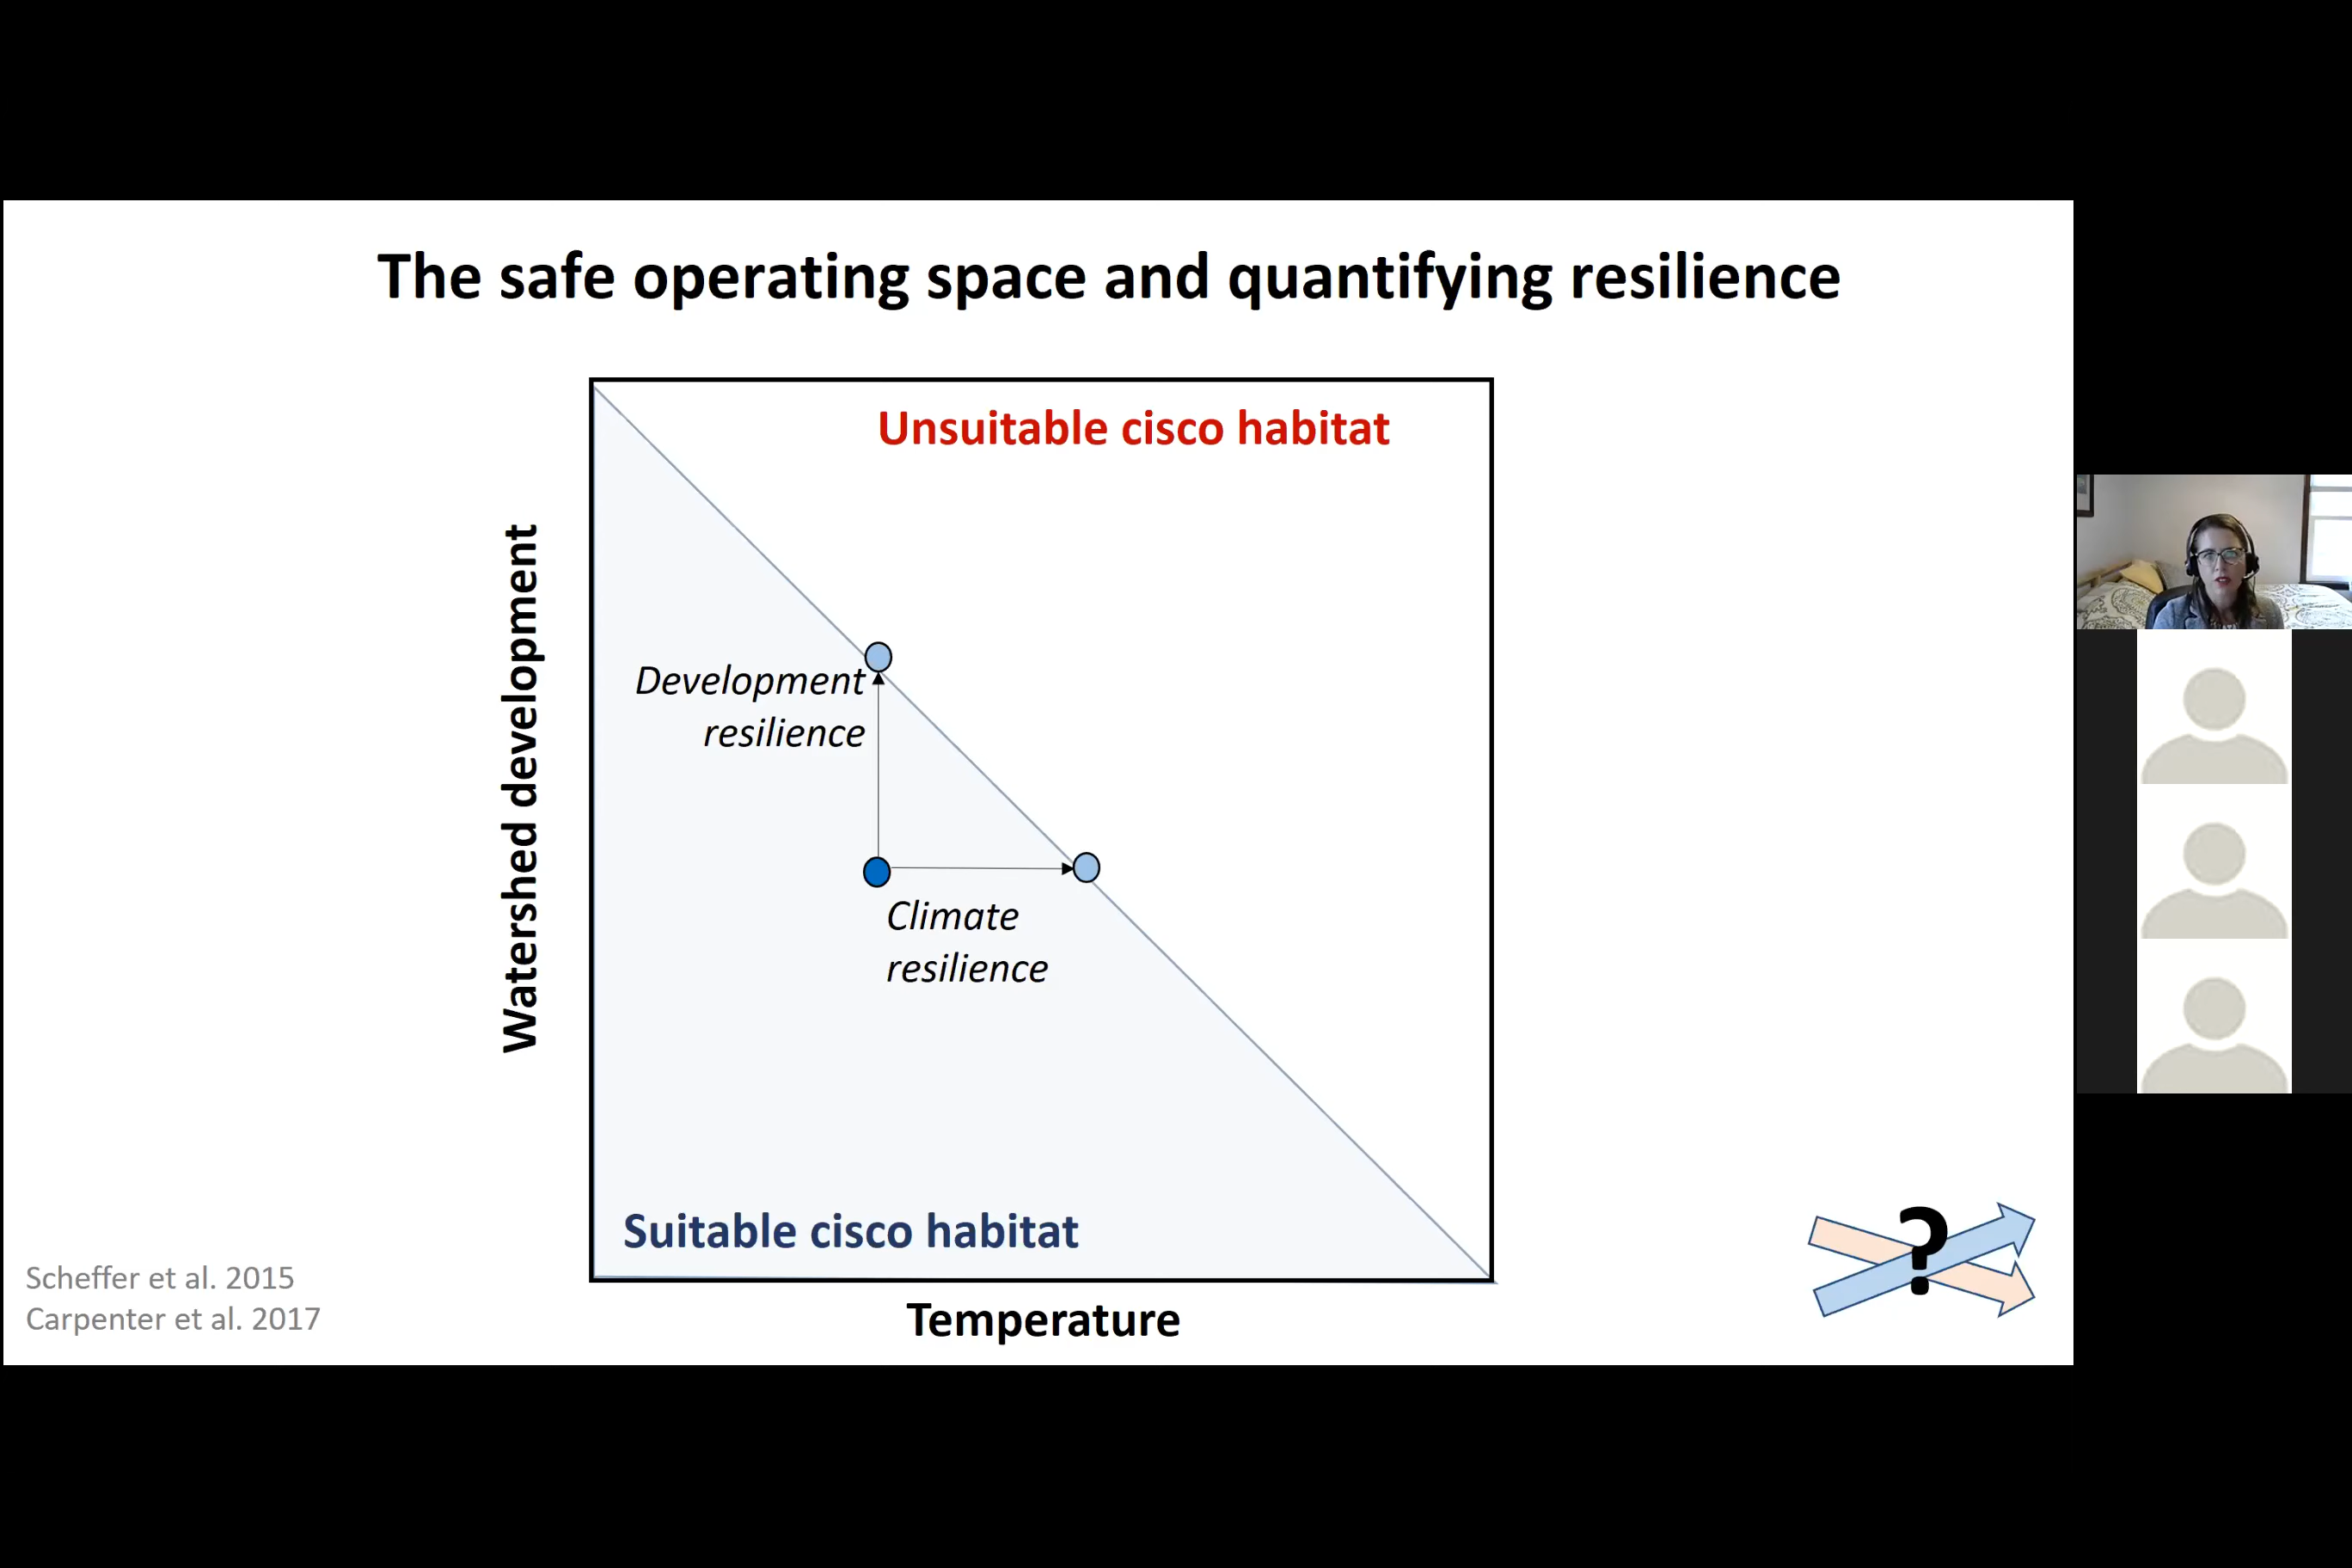 The safe operating space and quantifying resilience
Unsuitable cisco habitat
Watershed development
Development
resilience
Climate
resilience
Suitable cisco habitat
Temperature
Scheffer et al. 2015
Carpenter et al. 2017
?